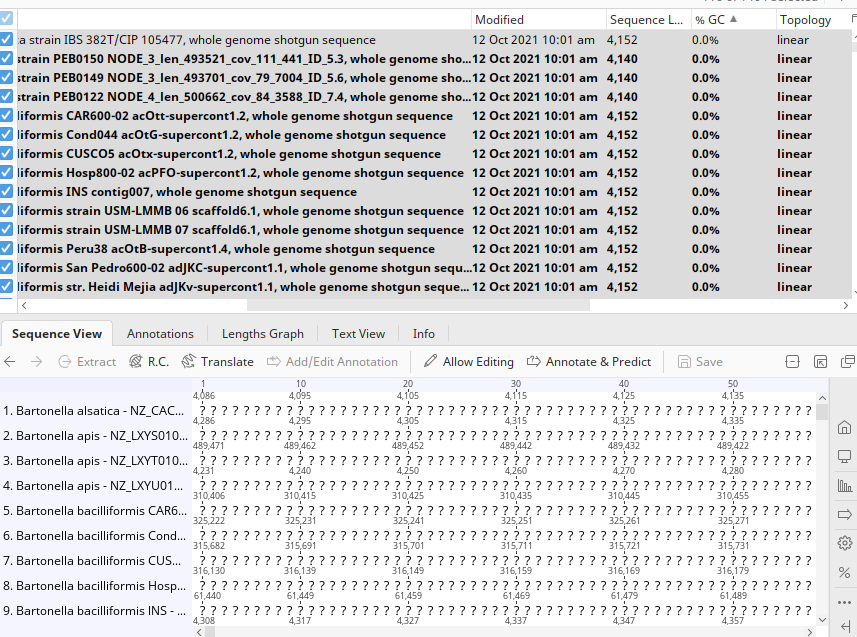 Modified Sequence L... % GC ▲ Topology
a strain IBS 382T/CIP 105477, whole genome shotgun sequence 12 Oct 2021 10:01 am 4,152 0.0% linear
strain PEB0150 NODE_3_len_493521_cov_111_441_ID_5.3, whole genome sho... 12 Oct 2021 10:01 am 4,140 0.0% linear
strain PEB0149 NODE_3_len_493701_cov_79_7004_ID_5.6, whole genome sho... 12 Oct 2021 10:01 am 4,140 0.0% linear
strain PEB0122 NODE_4_len_500662_cov_84_3588_ID_7.4, whole genome sho... 12 Oct 2021 10:01 am 4,140 0.0% linear
liformis CAR600-02 acOtt-supercont1.2, whole genome shotgun sequence 12 Oct 2021 10:01 am 4,152 0.0% linear
liformis Cond044 acOtG-supercont1.2, whole genome shotgun sequence 12 Oct 2021 10:01 am 4,152 0.0% linear
liformis CUSCO5 acOtx-supercont1.2, whole genome shotgun sequence 12 Oct 2021 10:01 am 4,152 0.0% linear
liformis Hosp800-02 acPFO-supercont1.2, whole genome shotgun sequence 12 Oct 2021 10:01 am 4,152 0.0% linear
liformis INS contig007, whole genome shotgun sequence 12 Oct 2021 10:01 am 4,152 0.0% linear
liformis strain USM-LMMB 06 scaffold6.1, whole genome shotgun sequence 12 Oct 2021 10:01 am 4,152 0.0% linear
liformis strain USM-LMMB 07 scaffold6.1, whole genome shotgun sequence 12 Oct 2021 10:01 am 4,152 0.0% linear
liformis Peru38 acOtB-supercont1.4, whole genome shotgun sequence 12 Oct 2021 10:01 am 4,152 0.0% linear
liformis San Pedro600-02 adJKC-supercont1.1, whole genome shotgun sequ... 12 Oct 2021 10:01 am 4,152 0.0% linear
liformis str. Heidi Mejia adJKv-supercont1.1, whole genome shotgun seque... 12 Oct 2021 10:01 am 4,152 0.0% linear
Sequence View Annotations Lengths Graph Text View Info
Extract R.C. Translate Add/Edit Annotation Allow Editing Annotate & Predict Save
1 10 20 30 40 50
4,086 4,095 4,105 4,115 4,125 4,135
1. Bartonella alsatica - NZ_CAC... ? ? ? ? ? ? ? ? ? ? ? ? ? ? ? ? ? ? ? ? ? ? ? ? ? ? ? ? ? ? ? ? ? ? ? ? ? ? ? ? ? ? ? ? ? ? ? ? ? ? ? ? ? ? ? ? ?
4,286 4,295 4,305 4,315 4,325 4,335
2. Bartonella apis - NZ_LXYS010... ? ? ? ? ? ? ? ? ? ? ? ? ? ? ? ? ? ? ? ? ? ? ? ? ? ? ? ? ? ? ? ? ? ? ? ? ? ? ? ? ? ? ? ? ? ? ? ? ? ? ? ? ? ? ? ? ?
489,471 489,462 489,452 489,442 489,432 489,422
3. Bartonella apis - NZ_LXYT010... ? ? ? ? ? ? ? ? ? ? ? ? ? ? ? ? ? ? ? ? ? ? ? ? ? ? ? ? ? ? ? ? ? ? ? ? ? ? ? ? ? ? ? ? ? ? ? ? ? ? ? ? ? ? ? ? ?
4,231 4,240 4,250 4,260 4,270 4,280
4. Bartonella apis - NZ_LXYU01... ? ? ? ? ? ? ? ? ? ? ? ? ? ? ? ? ? ? ? ? ? ? ? ? ? ? ? ? ? ? ? ? ? ? ? ? ? ? ? ? ? ? ? ? ? ? ? ? ? ? ? ? ? ? ? ? ?
310,406 310,415 310,425 310,435 310,445 310,455
5. Bartonella bacilliformis CAR6... ? ? ? ? ? ? ? ? ? ? ? ? ? ? ? ? ? ? ? ? ? ? ? ? ? ? ? ? ? ? ? ? ? ? ? ? ? ? ? ? ? ? ? ? ? ? ? ? ? ? ? ? ? ? ? ? ?
325,222 325,231 325,241 325,251 325,261 325,271
6. Bartonella bacilliformis Cond... ? ? ? ? ? ? ? ? ? ? ? ? ? ? ? ? ? ? ? ? ? ? ? ? ? ? ? ? ? ? ? ? ? ? ? ? ? ? ? ? ? ? ? ? ? ? ? ? ? ? ? ? ? ? ? ? ?
315,682 315,691 315,701 315,711 315,721 315,731
7. Bartonella bacilliformis CUS... ? ? ? ? ? ? ? ? ? ? ? ? ? ? ? ? ? ? ? ? ? ? ? ? ? ? ? ? ? ? ? ? ? ? ? ? ? ? ? ? ? ? ? ? ? ? ? ? ? ? ? ? ? ? ? ? ?
316,130 316,139 316,149 316,159 316,169 316,179
8. Bartonella bacilliformis Hosp... ? ? ? ? ? ? ? ? ? ? ? ? ? ? ? ? ? ? ? ? ? ? ? ? ? ? ? ? ? ? ? ? ? ? ? ? ? ? ? ? ? ? ? ? ? ? ? ? ? ? ? ? ? ? ? ? ?
61,440 61,449 61,459 61,469 61,479 61,489
9. Bartonella bacilliformis INS - ... ? ? ? ? ? ? ? ? ? ? ? ? ? ? ? ? ? ? ? ? ? ? ? ? ? ? ? ? ? ? ? ? ? ? ? ? ? ? ? ? ? ? ? ? ? ? ? ? ? ? ? ? ? ? ? ? ?
4,308 4,317 4,327 4,337 4,347 4,357